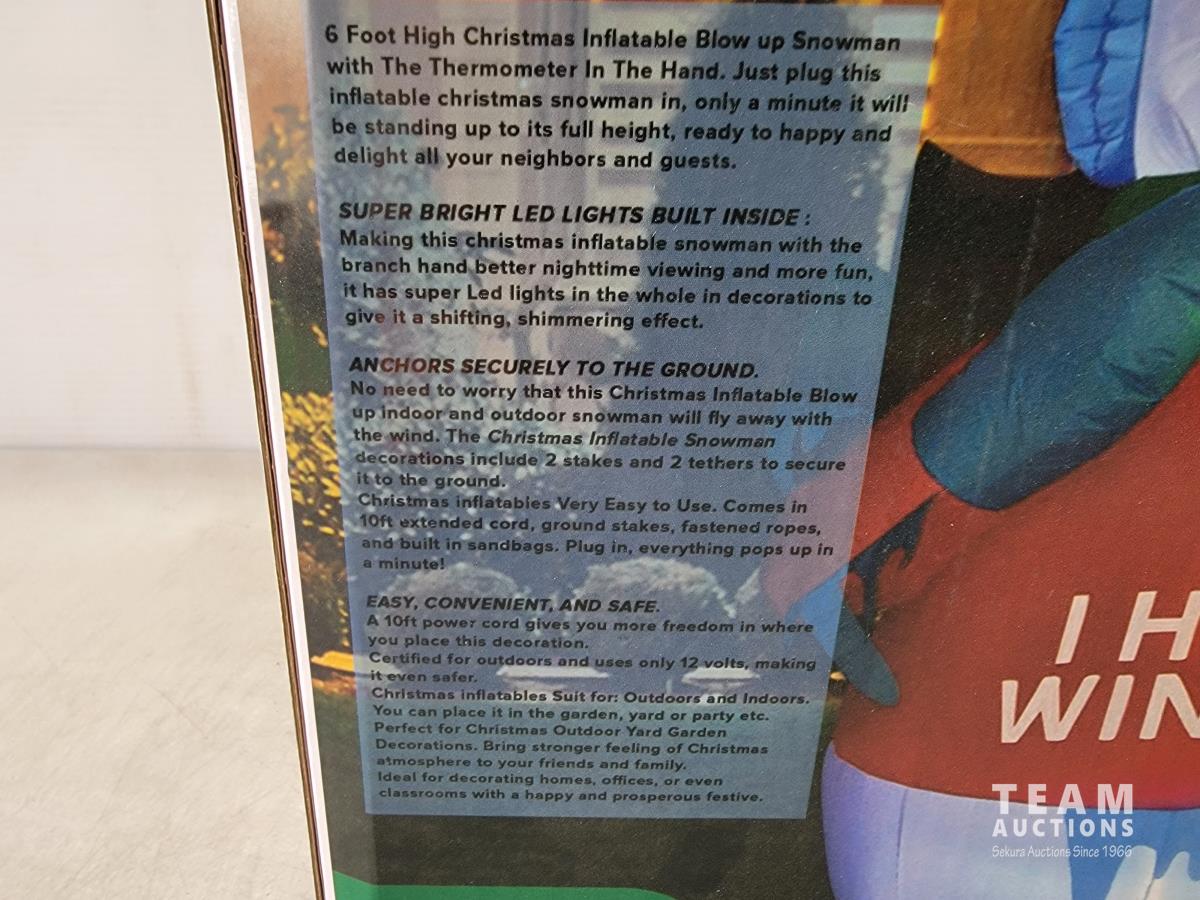 6 Foot High Christmas Inflatable Blow up Snowman
with The Thermometer In The Hand. Just plug this
inflatable christmas snowman in, only a minute it will
be standing up to its full height, ready to happy and
delight all your neighbors and guests.
SUPER BRIGHT LED LIGHTS BUILT INSIDE :
Making this christmas inflatable snowman with the
branch hand better nighttime viewing and more fun,
it has super Led lights in the whole in decorations to
give it a shifting, shimmering effect.
ANCHORS SECURELY TO THE GROUND.
No need to worry that this Christmas Inflatable Blow
up indoor and outdoor snowman will fly away with
the wind. The Christmas Inflatable Snowman
decorations include 2 stakes and 2 tethers to secure
it to the ground.
Christmas inflatables Very Easy to Use. Comes in
10ft extended cord, ground stakes, fastened ropes,
and built in sandbags. Plug in, everything pops up in
a minute!
EASY, CONVENIENT, AND SAFE.
A 10ft power cord gives you more freedom in where
you place this decoration.
Certified for outdoors and uses only 12 volts, making
it even safer.
Christmas inflatables Suit for: Outdoors and Indoors.
You can place it in the garden, yard or party etc.
Perfect for Christmas Outdoor Yard Garden
Decorations. Bring stronger feeling of Christmas
atmosphere to your friends and family.
Ideal for decorating homes, offices, or even
classrooms with a happy and prosperous festive.
I H
WIN
TEAM
AUCTIONS
Sekura Auctions Since 1966